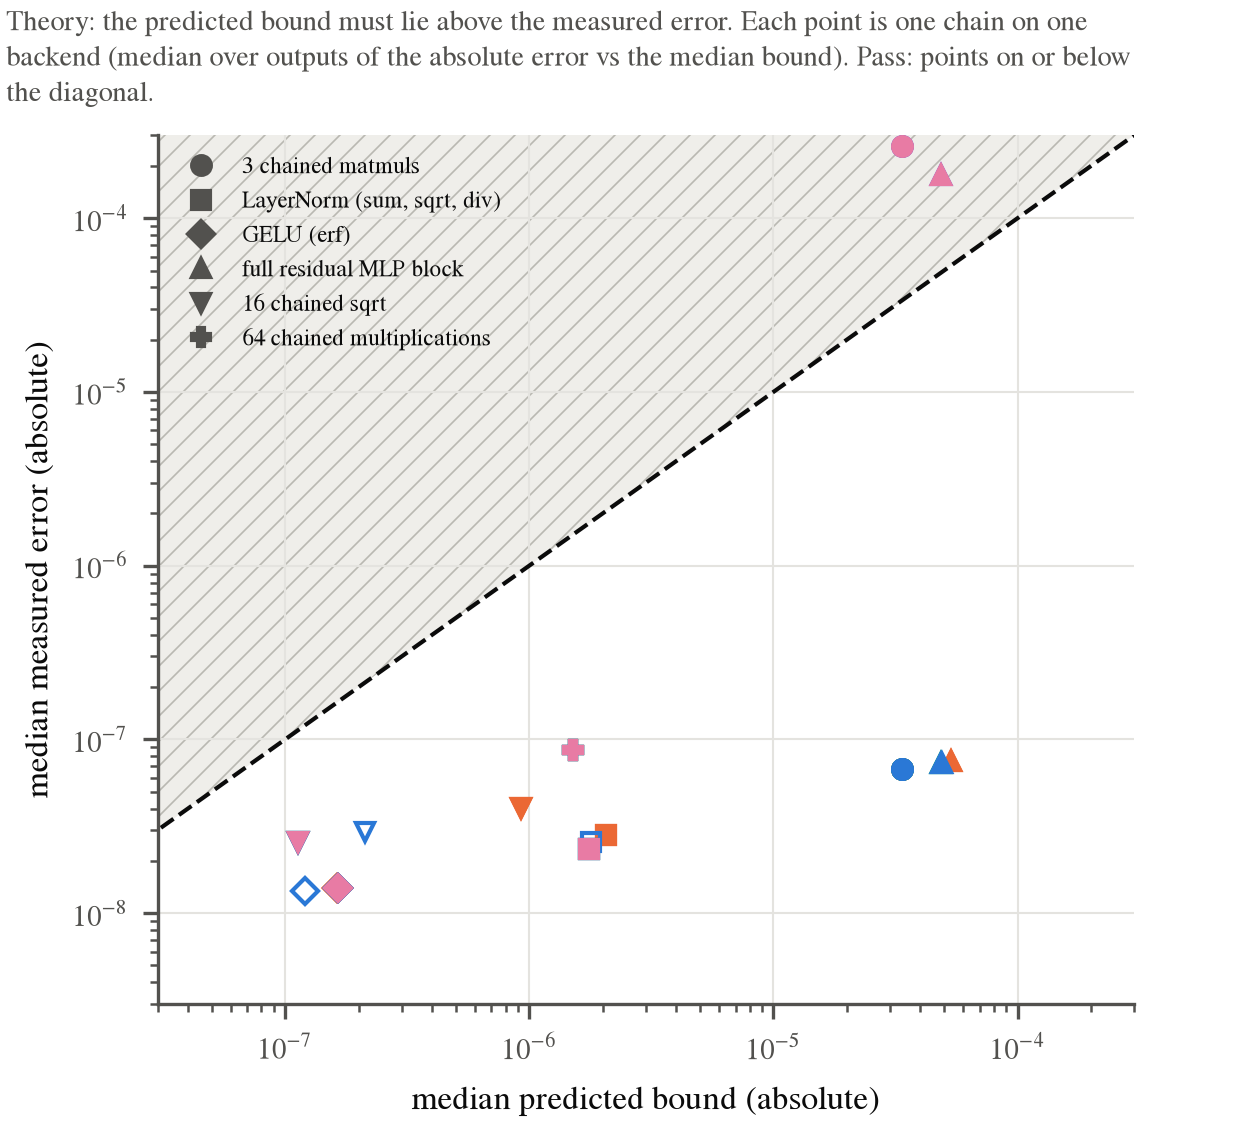 Theory: the predicted bound must lie above the measured error. Each point is one chain on one
backend (median over outputs of the absolute error vs the median bound). Pass: points on or below
the diagonal.
3 chained matmuls
LayerNorm (sum, sqrt, div)
GELU (erf)
full residual MLP block
16 chained sqrt
64 chained multiplications
median measured error (absolute)
10⁻⁴
10⁻⁵
10⁻⁶
10⁻⁷
10⁻⁸
10⁻⁷ 10⁻⁶ 10⁻⁵ 10⁻⁴
median predicted bound (absolute)